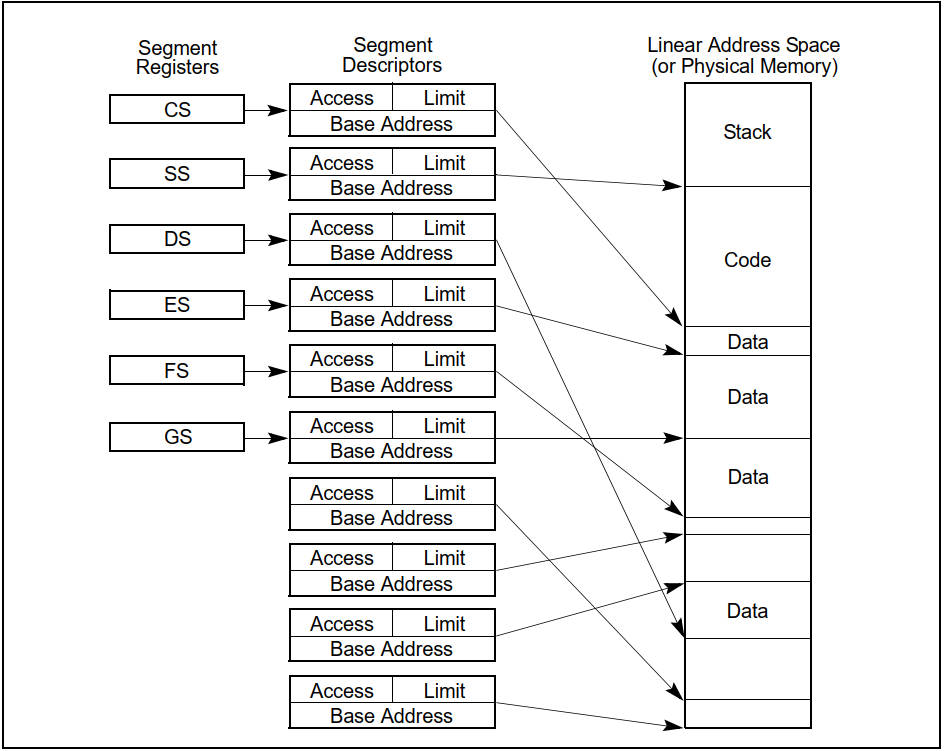 Segment
Registers
Segment
Descriptors
Linear Address Space
(or Physical Memory)
CS
Access Limit
Base Address
Stack
SS
Access Limit
Base Address
DS
Access Limit
Base Address
Code
ES
Access Limit
Base Address
Data
FS
Access Limit
Base Address
Data
GS
Access Limit
Base Address
Data
Access Limit
Base Address
Access Limit
Base Address
Access Limit
Base Address
Data
Access Limit
Base Address